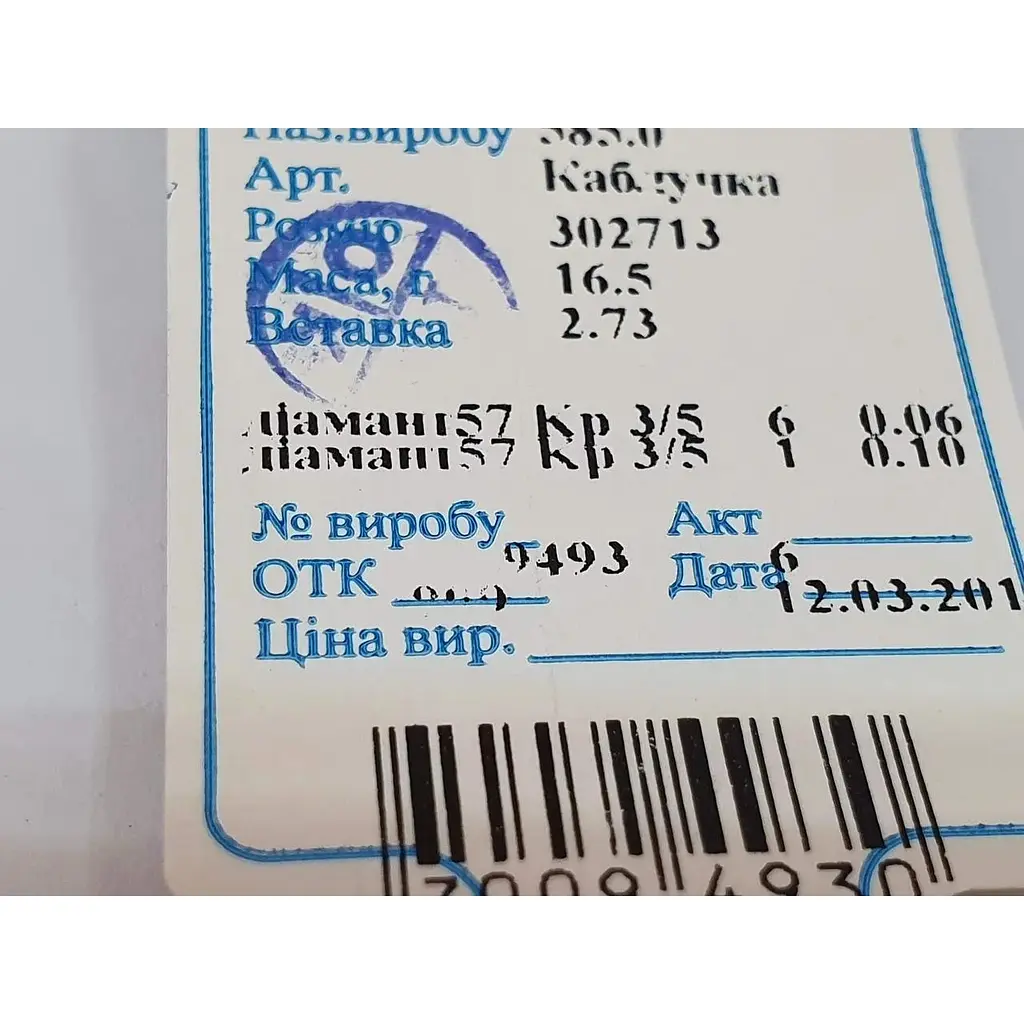 Наз.виробу 585.0
Арт. Каблучка
Розмір 302713
Маса, г. 16.5
Вставка 2.73
діамант57 Кр 3/5 6 0.06
діамант57 Кр 3/5 1 0.10
№ виробу 9493 Акт 6
ОТК Дата 12.03.201
Ціна вир.
30094930